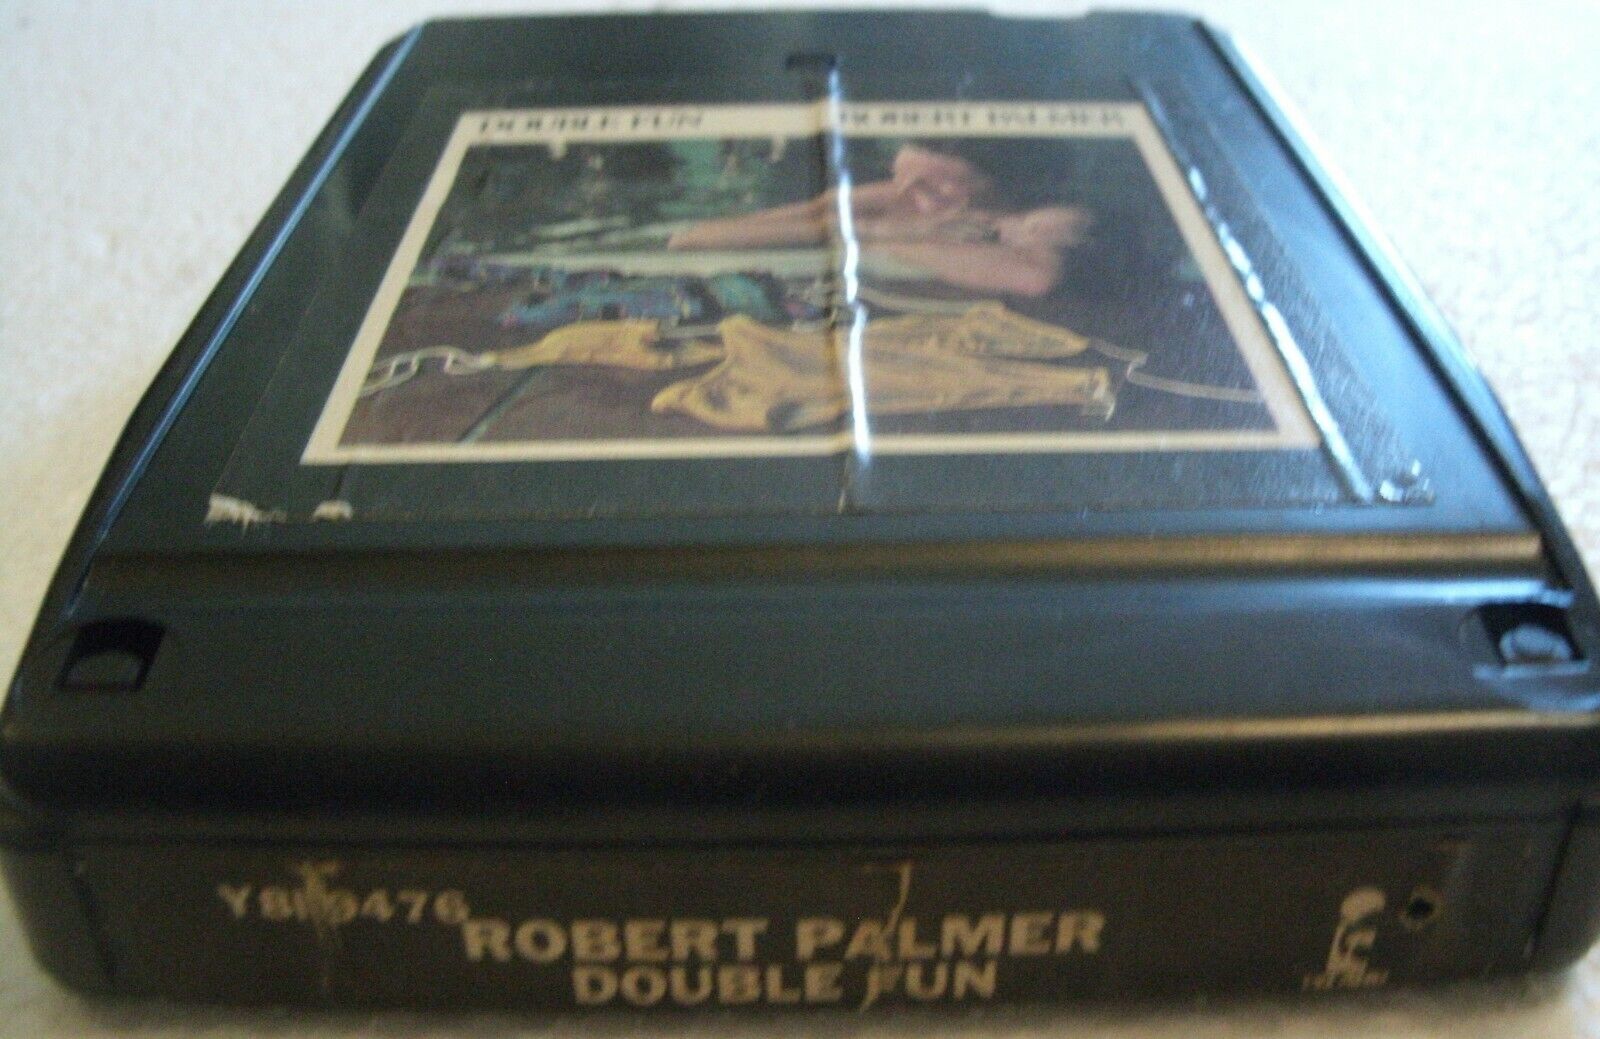 DOUBLE FUN ROBERT PALMER
ROBERT PALMER
DOUBLE FUN